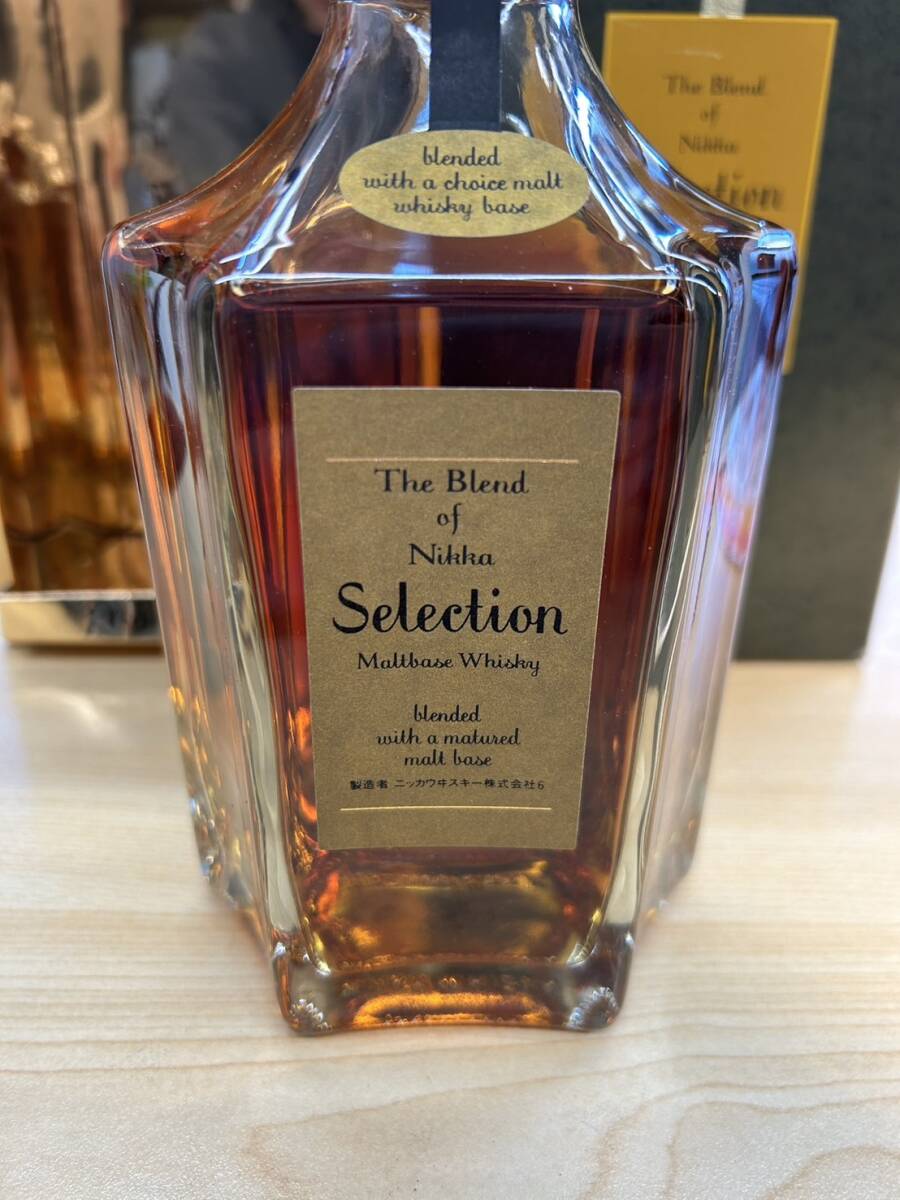 blended
with a choice malt
whisky base
The Blend
of
Nikka
Selection
Maltbase Whisky
blended
with a matured
malt base
製造者 ニッカウヰスキー株式会社6
The Blend
of
Nikka